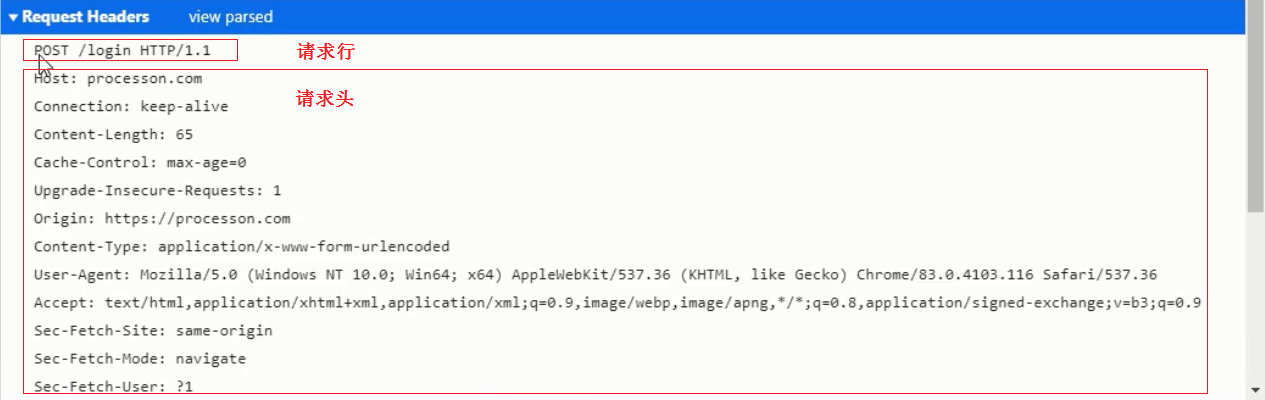 Request Headers view parsed
POST /login HTTP/1.1 请求行
Host: processon.com
请求头
Connection: keep-alive
Content-Length: 65
Cache-Control: max-age=0
Upgrade-Insecure-Requests: 1
Origin: https://processon.com
Content-Type: application/x-www-form-urlencoded
User-Agent: Mozilla/5.0 (Windows NT 10.0; Win64; x64) AppleWebKit/537.36 (KHTML, like Gecko) Chrome/83.0.4103.116 Safari/537.36
Accept: text/html,application/xhtml+xml,application/xml;q=0.9,image/webp,image/apng,*/*;q=0.8,application/signed-exchange;v=b3;q=0.9
Sec-Fetch-Site: same-origin
Sec-Fetch-Mode: navigate
Sec-Fetch-User: ?1